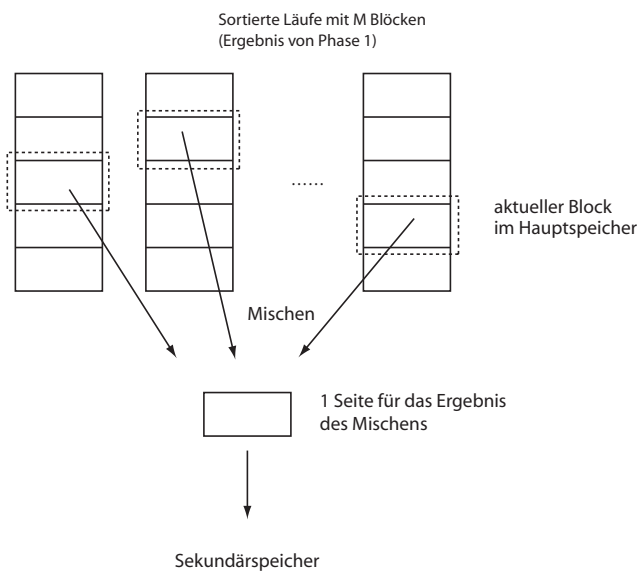 Sortierte Läufe mit M Blöcken
(Ergebnis von Phase 1)
......
aktueller Block
im Hauptspeicher
Mischen
1 Seite für das Ergebnis
des Mischens
Sekundärspeicher